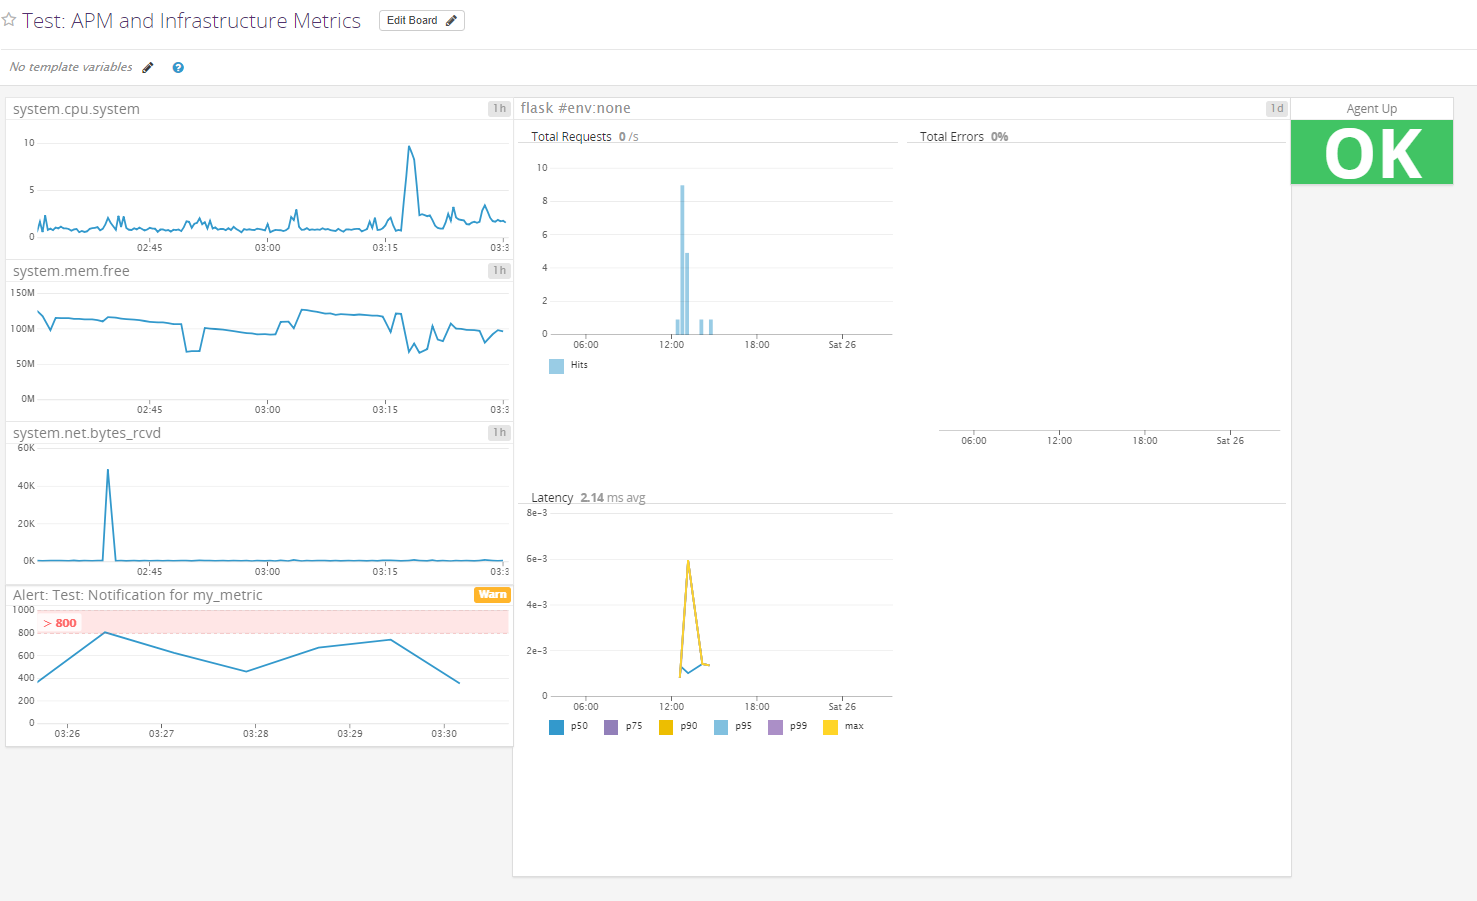 Test: APM and Infrastructure Metrics
Edit Board
No template variables
?
system.cpu.system
1h
10
5
0
02:45 03:00 03:15 03:3
system.mem.free
1h
150M
100M
50M
0M
02:45 03:00 03:15 03:3
system.net.bytes_rcvd
1h
60K
40K
20K
0K
02:45 03:00 03:15 03:3
Alert: Test: Notification for my_metric
Warn
1000
> 800
800
600
400
200
0
03:26 03:27 03:28 03:29 03:30
flask #env:none
1d
Total Requests 0 /s
10
8
6
4
2
0
06:00 12:00 18:00 Sat 26
Hits
Total Errors 0%
06:00 12:00 18:00 Sat 26
Latency 2.14 ms avg
8e-3
6e-3
4e-3
2e-3
0
06:00 12:00 18:00 Sat 26
p50 p75 p90 p95 p99 max
Agent Up
OK